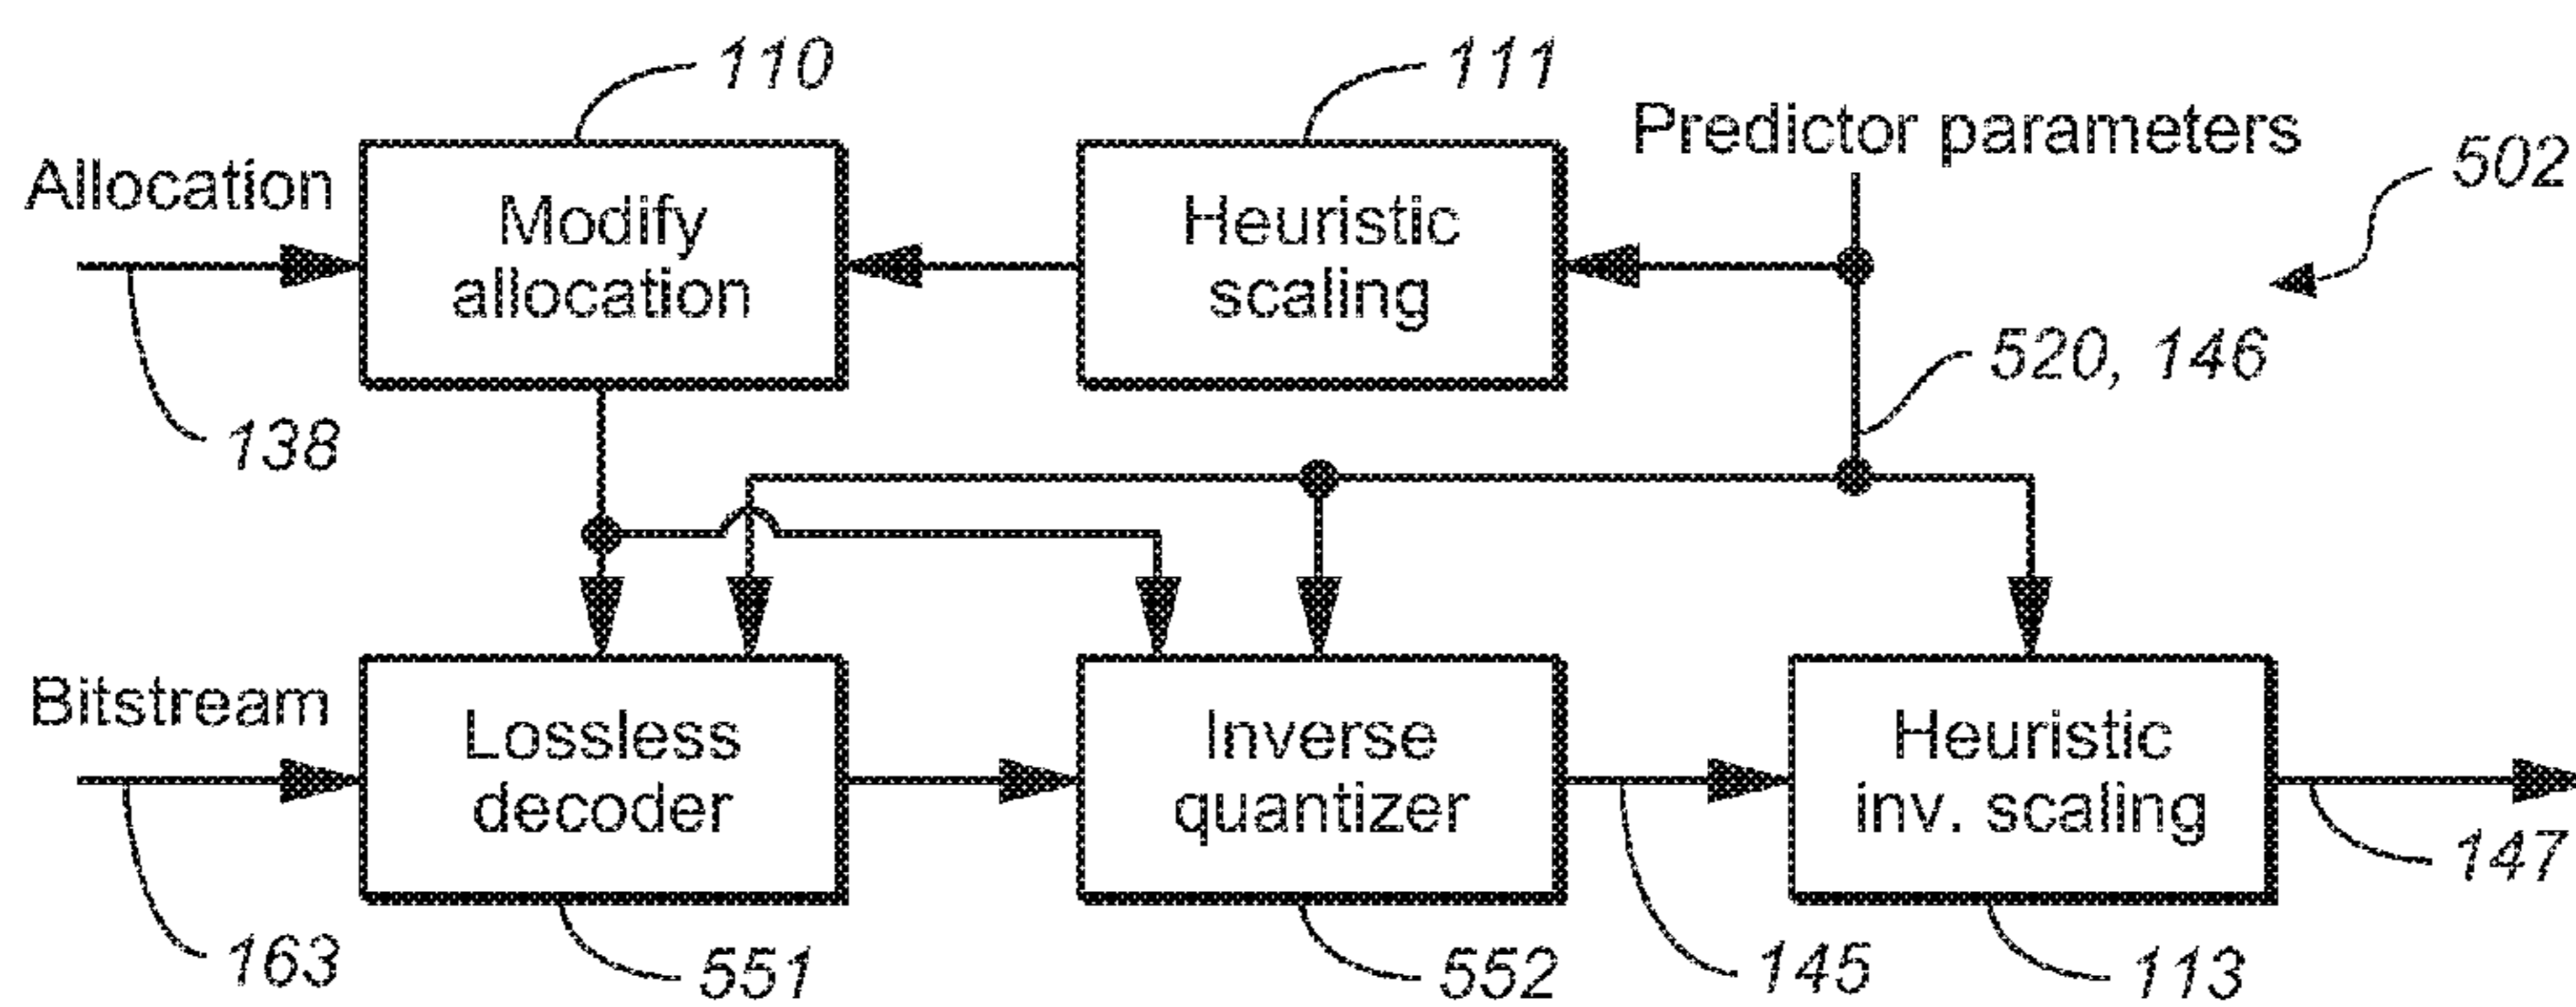 110
111
Predictor parameters
502
Allocation
Modify
allocation
Heuristic
scaling
520, 146
138
Bitstream
Lossless
decoder
Inverse
quantizer
Heuristic
inv. scaling
147
163
551
552
145
113